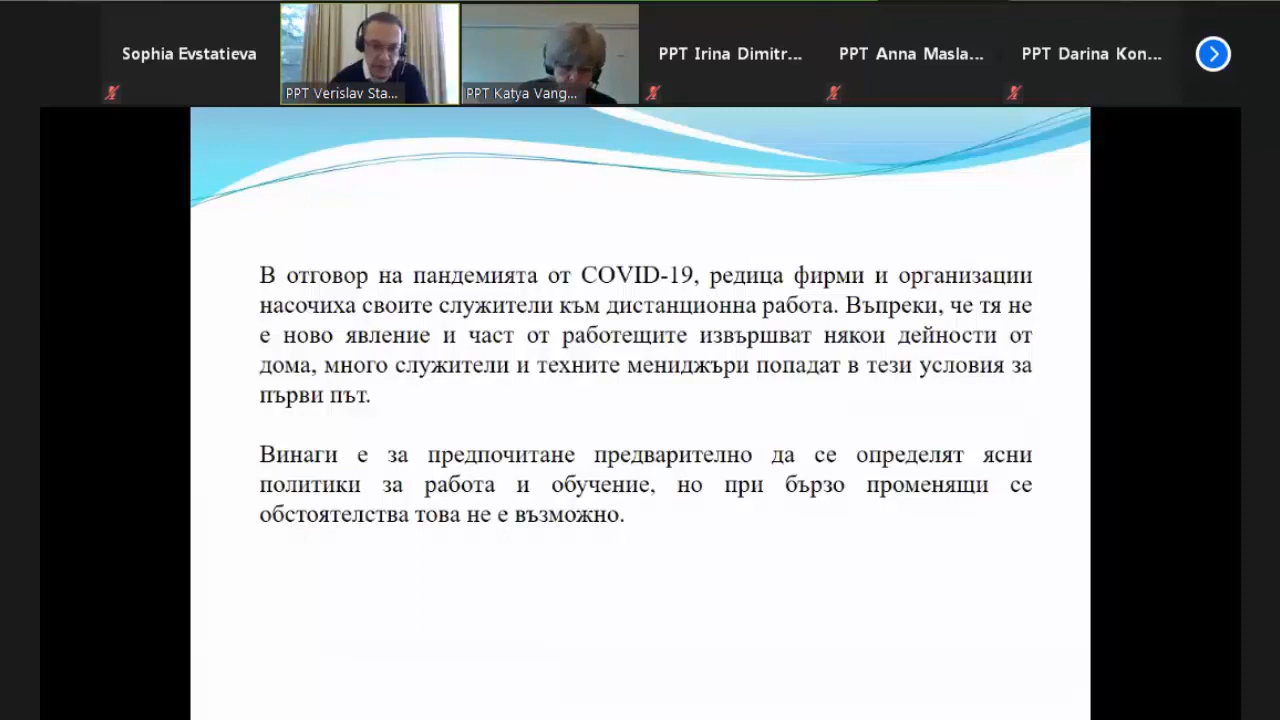 Sophia Evstatieva
PPT Verislav Sta...
PPT Katya Vang...
PPT Irina Dimitr...
PPT Anna Masla...
PPT Darina Kon...
В отговор на пандемията от COVID-19, редица фирми и организации
насочиха своите служители към дистанционна работа. Въпреки, че тя не
е ново явление и част от работещите извършват някои дейности от
дома, много служители и техните мениджъри попадат в тези условия за
първи път.
Винаги е за предпочитане предварително да се определят ясни
политики за работа и обучение, но при бързо променящи се
обстоятелства това не е възможно.